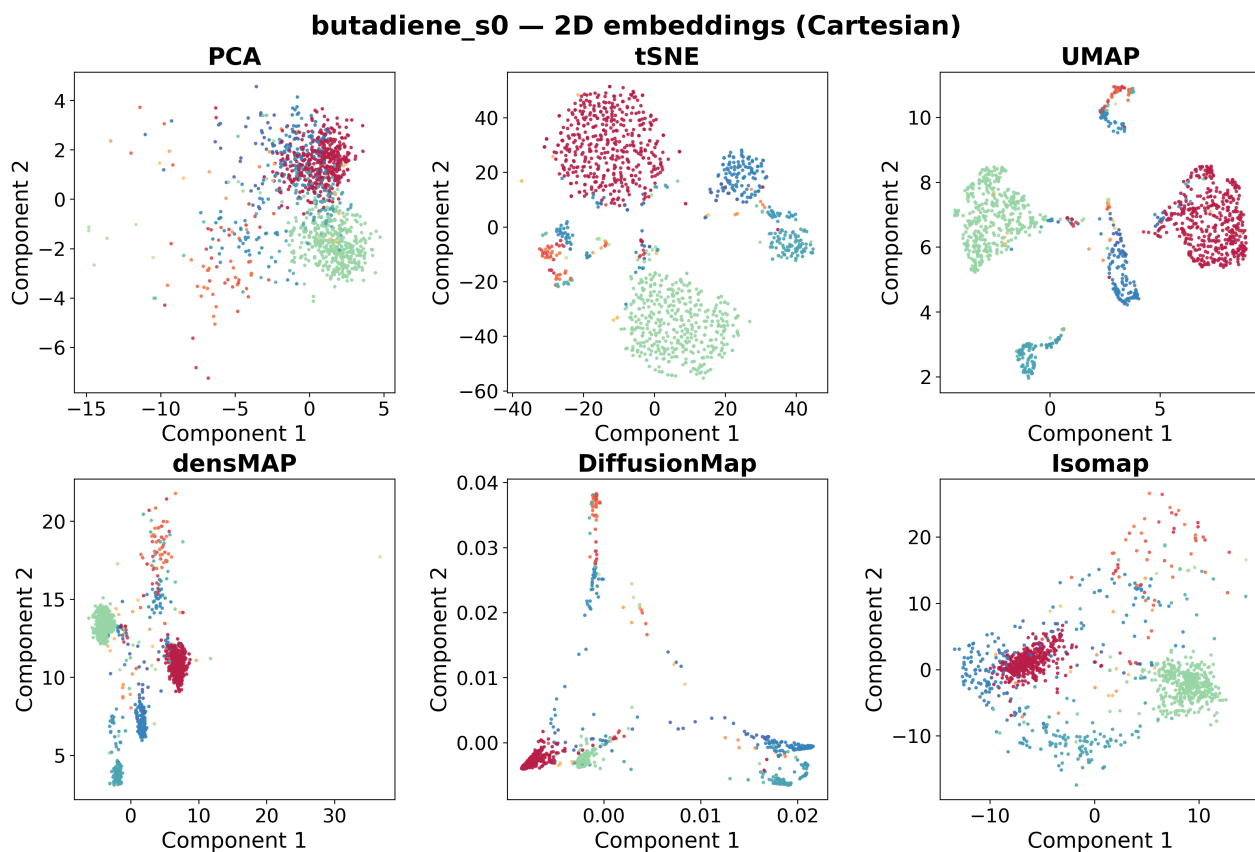 butadiene_s0 — 2D embeddings (Cartesian)
PCA
4
2
0
−2
−4
−6
−15
−10
−5
0
5
Component 2
Component 1
tSNE
40
20
0
−20
−40
−60
−40
−20
0
20
40
Component 2
Component 1
UMAP
10
8
6
4
2
0
5
Component 2
Component 1
densMAP
20
15
10
5
0
10
20
30
Component 2
Component 1
DiffusionMap
0.04
0.03
0.02
0.01
0.00
0.00
0.01
0.02
Component 2
Component 1
Isomap
20
10
0
−10
−10
0
10
Component 2
Component 1